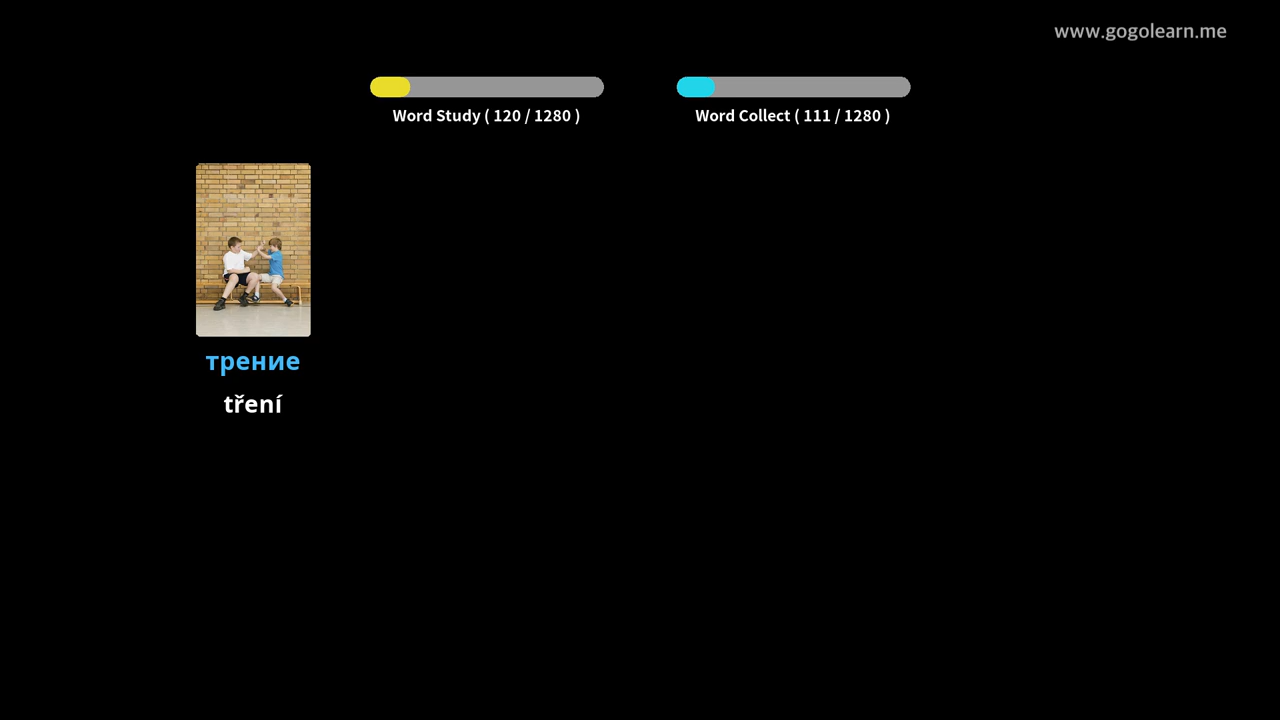 www.gogolearn.me
Word Study ( 120 / 1280 )
Word Collect ( 111 / 1280 )
трение
tření